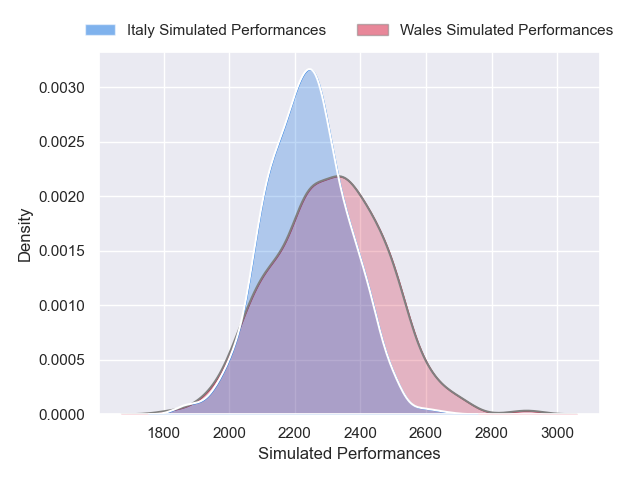 Italy Simulated Performances
Wales Simulated Performances
0.0030
0.0025
0.0020
0.0015
0.0010
0.0005
0.0000
Density
1800 2000 2200 2400 2600 2800 3000
Simulated Performances